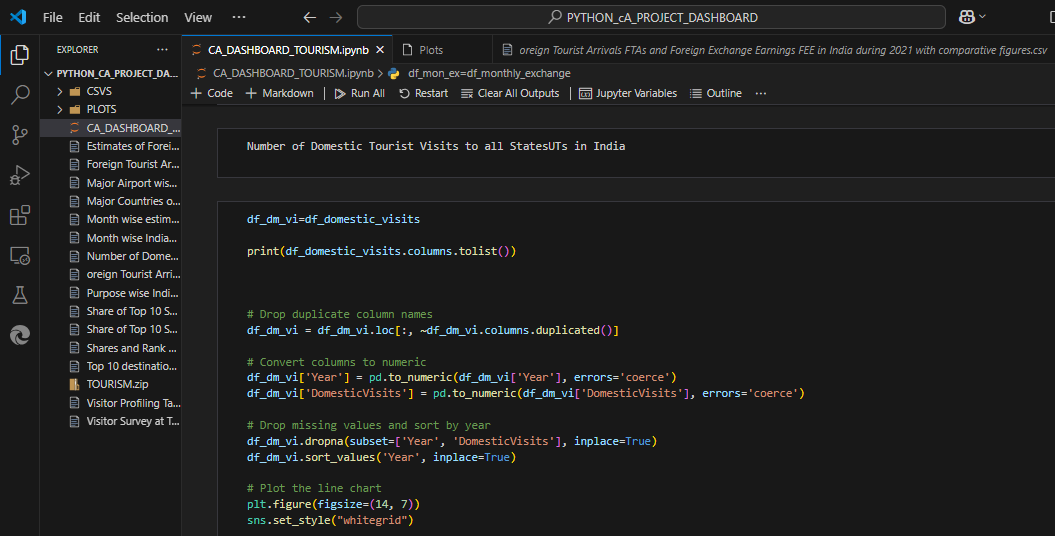 File Edit Selection View ··· PYTHON_cA_PROJECT_DASHBOARD
EXPLORER ···
PYTHON_CA_PROJECT_DA...
CSVS
PLOTS
CA_DASHBOARD_...
Estimates of Forei...
Foreign Tourist Ar...
Major Airport wis...
Major Countries o...
Month wise estim...
Month wise India...
Number of Dome...
oreign Tourist Arri...
Purpose wise Indi...
Share of Top 10 S...
Share of Top 10 S...
Shares and Rank ...
Top 10 destinatio...
TOURISM.zip
Visitor Profiling Ta...
Visitor Survey at T...
CA_DASHBOARD_TOURISM.ipynb Plots oreign Tourist Arrivals FTAs and Foreign Exchange Earnings FEE in India during 2021 with comparative figures.csv
CA_DASHBOARD_TOURISM.ipynb > df_mon_ex=df_monthly_exchange
+ Code + Markdown Run All Restart Clear All Outputs Jupyter Variables Outline ···
Number of Domestic Tourist Visits to all StatesUTs in India
df_dm_vi=df_domestic_visits
print(df_domestic_visits.columns.tolist())
# Drop duplicate column names
df_dm_vi = df_dm_vi.loc[:, ~df_dm_vi.columns.duplicated()]
# Convert columns to numeric
df_dm_vi['Year'] = pd.to_numeric(df_dm_vi['Year'], errors='coerce')
df_dm_vi['DomesticVisits'] = pd.to_numeric(df_dm_vi['DomesticVisits'], errors='coerce')
# Drop missing values and sort by year
df_dm_vi.dropna(subset=['Year', 'DomesticVisits'], inplace=True)
df_dm_vi.sort_values('Year', inplace=True)
# Plot the line chart
plt.figure(figsize=(14, 7))
sns.set_style("whitegrid")